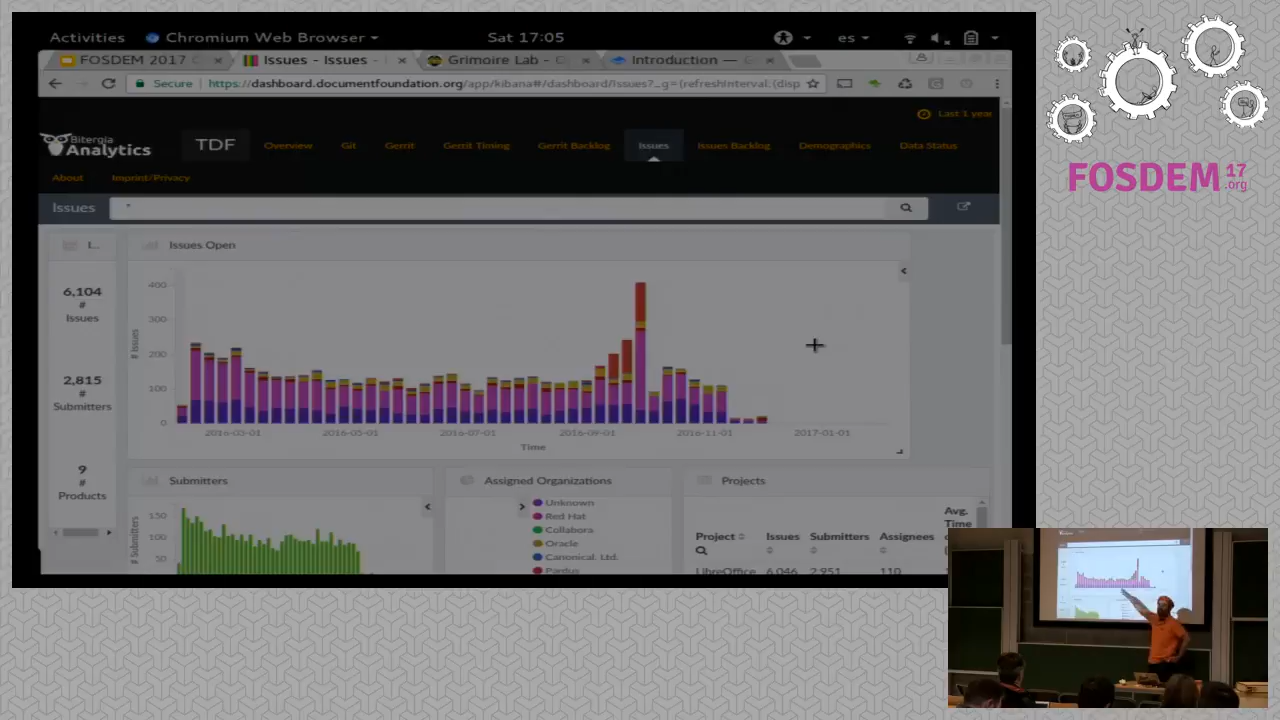 Activities Chromium Web Browser Sat 17:05 es
FOSDEM 2017 Issues - Issues - Grimoire Lab - Introduction —
Secure https://dashboard.documentfoundation.org/app/kibana#/dashboard/Issues?_g=(refreshInterval:(disp
Last 1 year
Bitergia
Analytics
TDF Overview Git Gerrit Gerrit Timing Gerrit Backlog Issues Issues Backlog Demographics Data Status
About Imprint/Privacy
Issues *
I... Issues Open
6,104
#
Issues
2,815
#
Submitters
9
#
Products
400
300
200
100
0
# Issues
2016-03-01 2016-05-01 2016-07-01 2016-09-01 2016-11-01 2017-01-01
Time
Submitters
150
100
50
# Submitters
Assigned Organizations
Unknown
Red Hat
Collabora
Oracle
Canonical. Ltd.
Pardus
Projects
Project Issues Submitters Assignees Avg. Time
LibreOffice 6,046 2,951 110
FOSDEM 17 .org